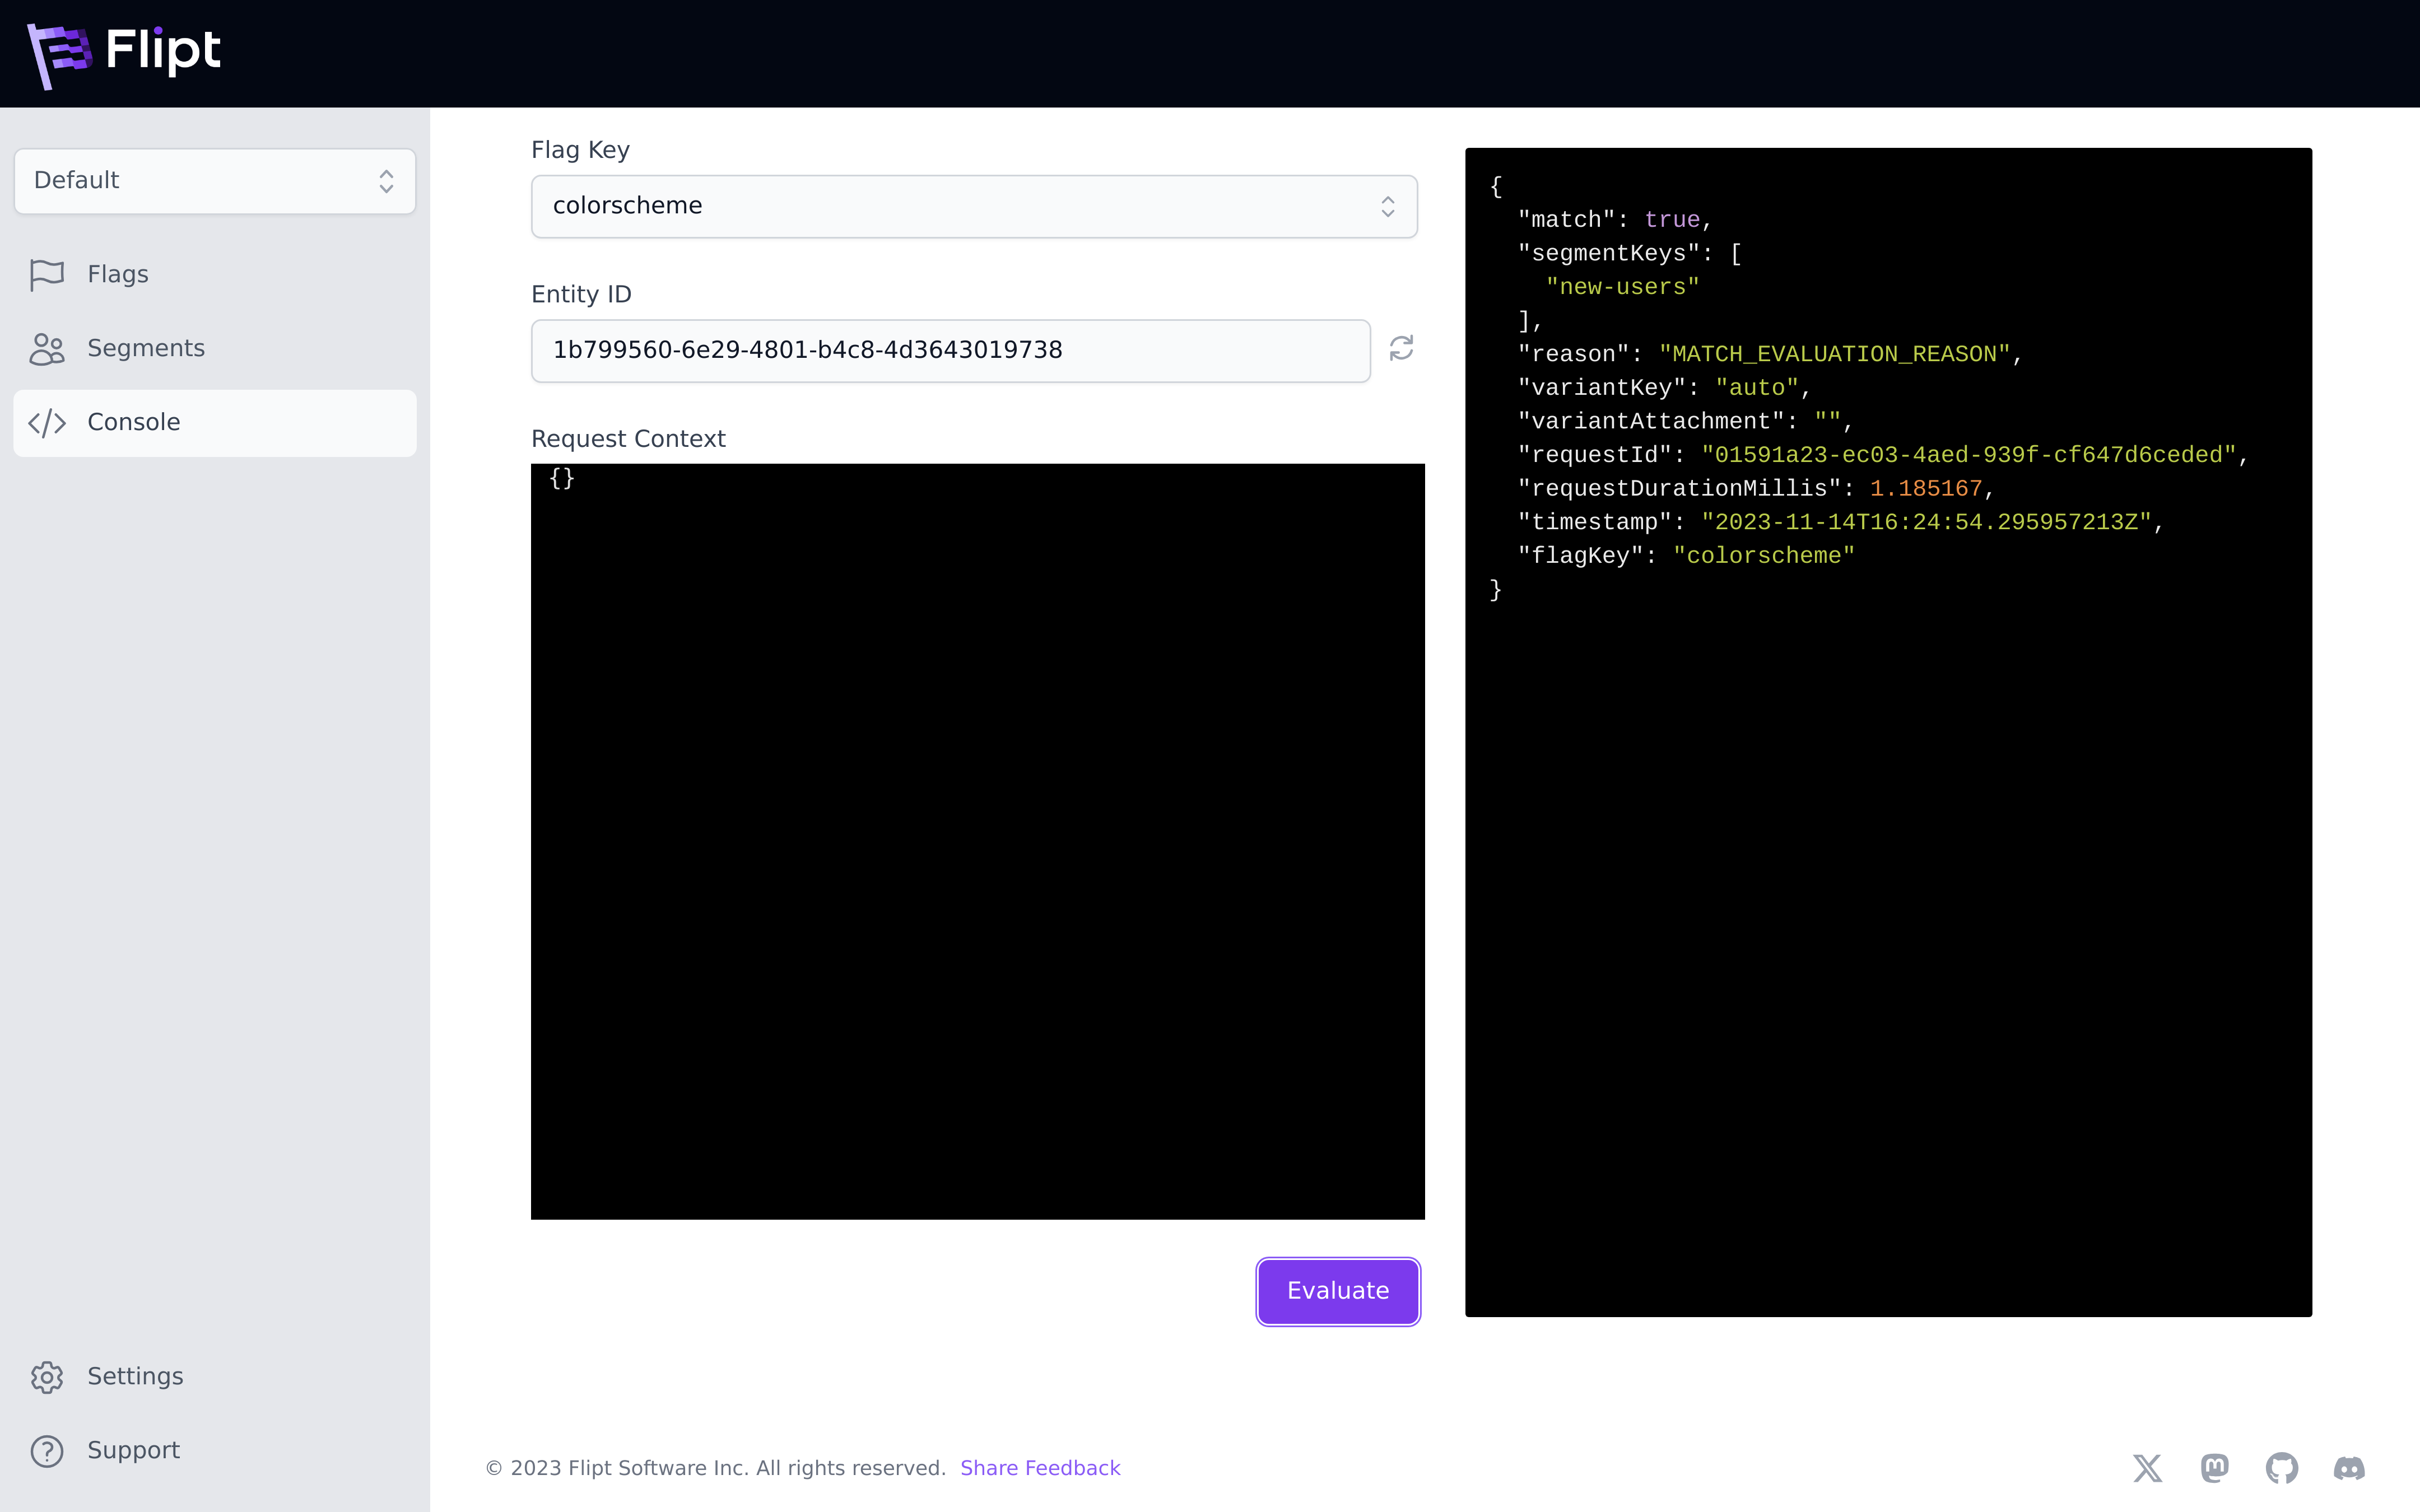 Flipt
Default
Flags
Segments
Console
Settings
Support
Flag Key
colorscheme
Entity ID
1b799560-6e29-4801-b4c8-4d3643019738
Request Context
{}
Evaluate
{
"match": true,
"segmentKeys": [
"new-users"
],
"reason": "MATCH_EVALUATION_REASON",
"variantKey": "auto",
"variantAttachment": "",
"requestId": "01591a23-ec03-4aed-939f-cf647d6ceded",
"requestDurationMillis": 1.185167,
"timestamp": "2023-11-14T16:24:54.295957213Z",
"flagKey": "colorscheme"
}
© 2023 Flipt Software Inc. All rights reserved. Share Feedback